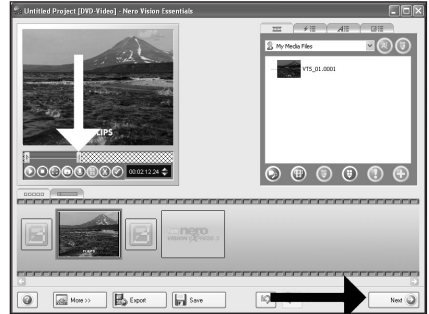 Untitled Project [DVD-Video] - Nero Vision Essentials
My Media Files
VTS_01.0001
00:02:12.24
nero
More >>
Export
Save
Next